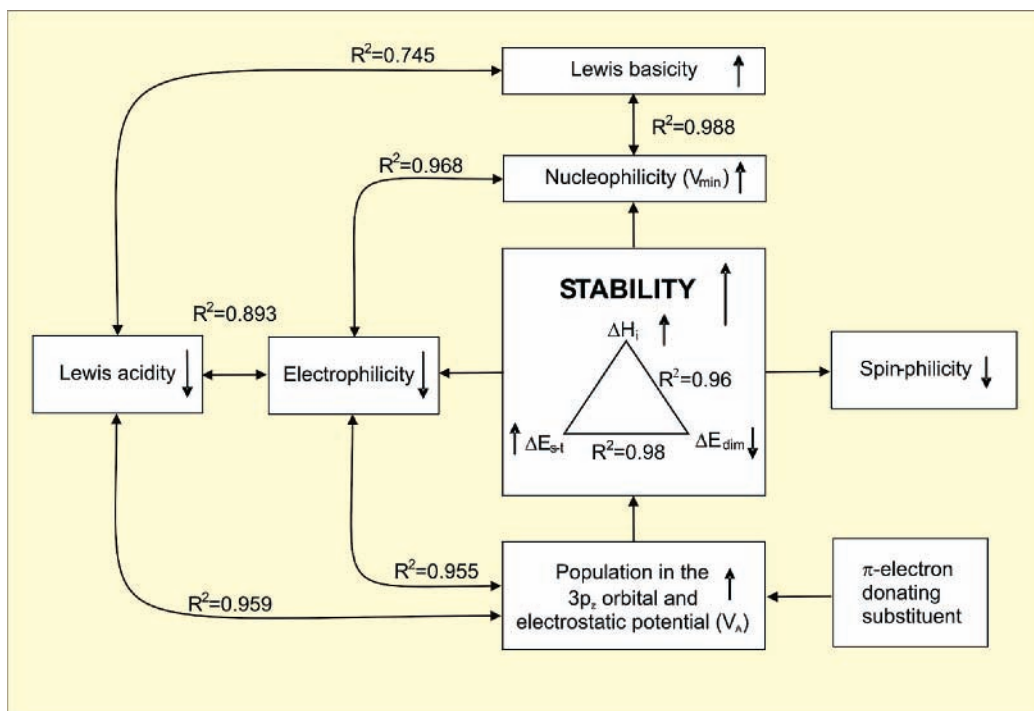 R²=0.745
Lewis basicity
R²=0.988
R²=0.968
Nucleophilicity (Vmin)
STABILITY
ΔHi
R²=0.96
ΔEs-t
R²=0.98
ΔEdim
R²=0.893
Lewis acidity
Electrophilicity
Spin-philicity
R²=0.955
R²=0.959
Population in the
3pz orbital and
electrostatic potential (VA)
π-electron
donating
substituent